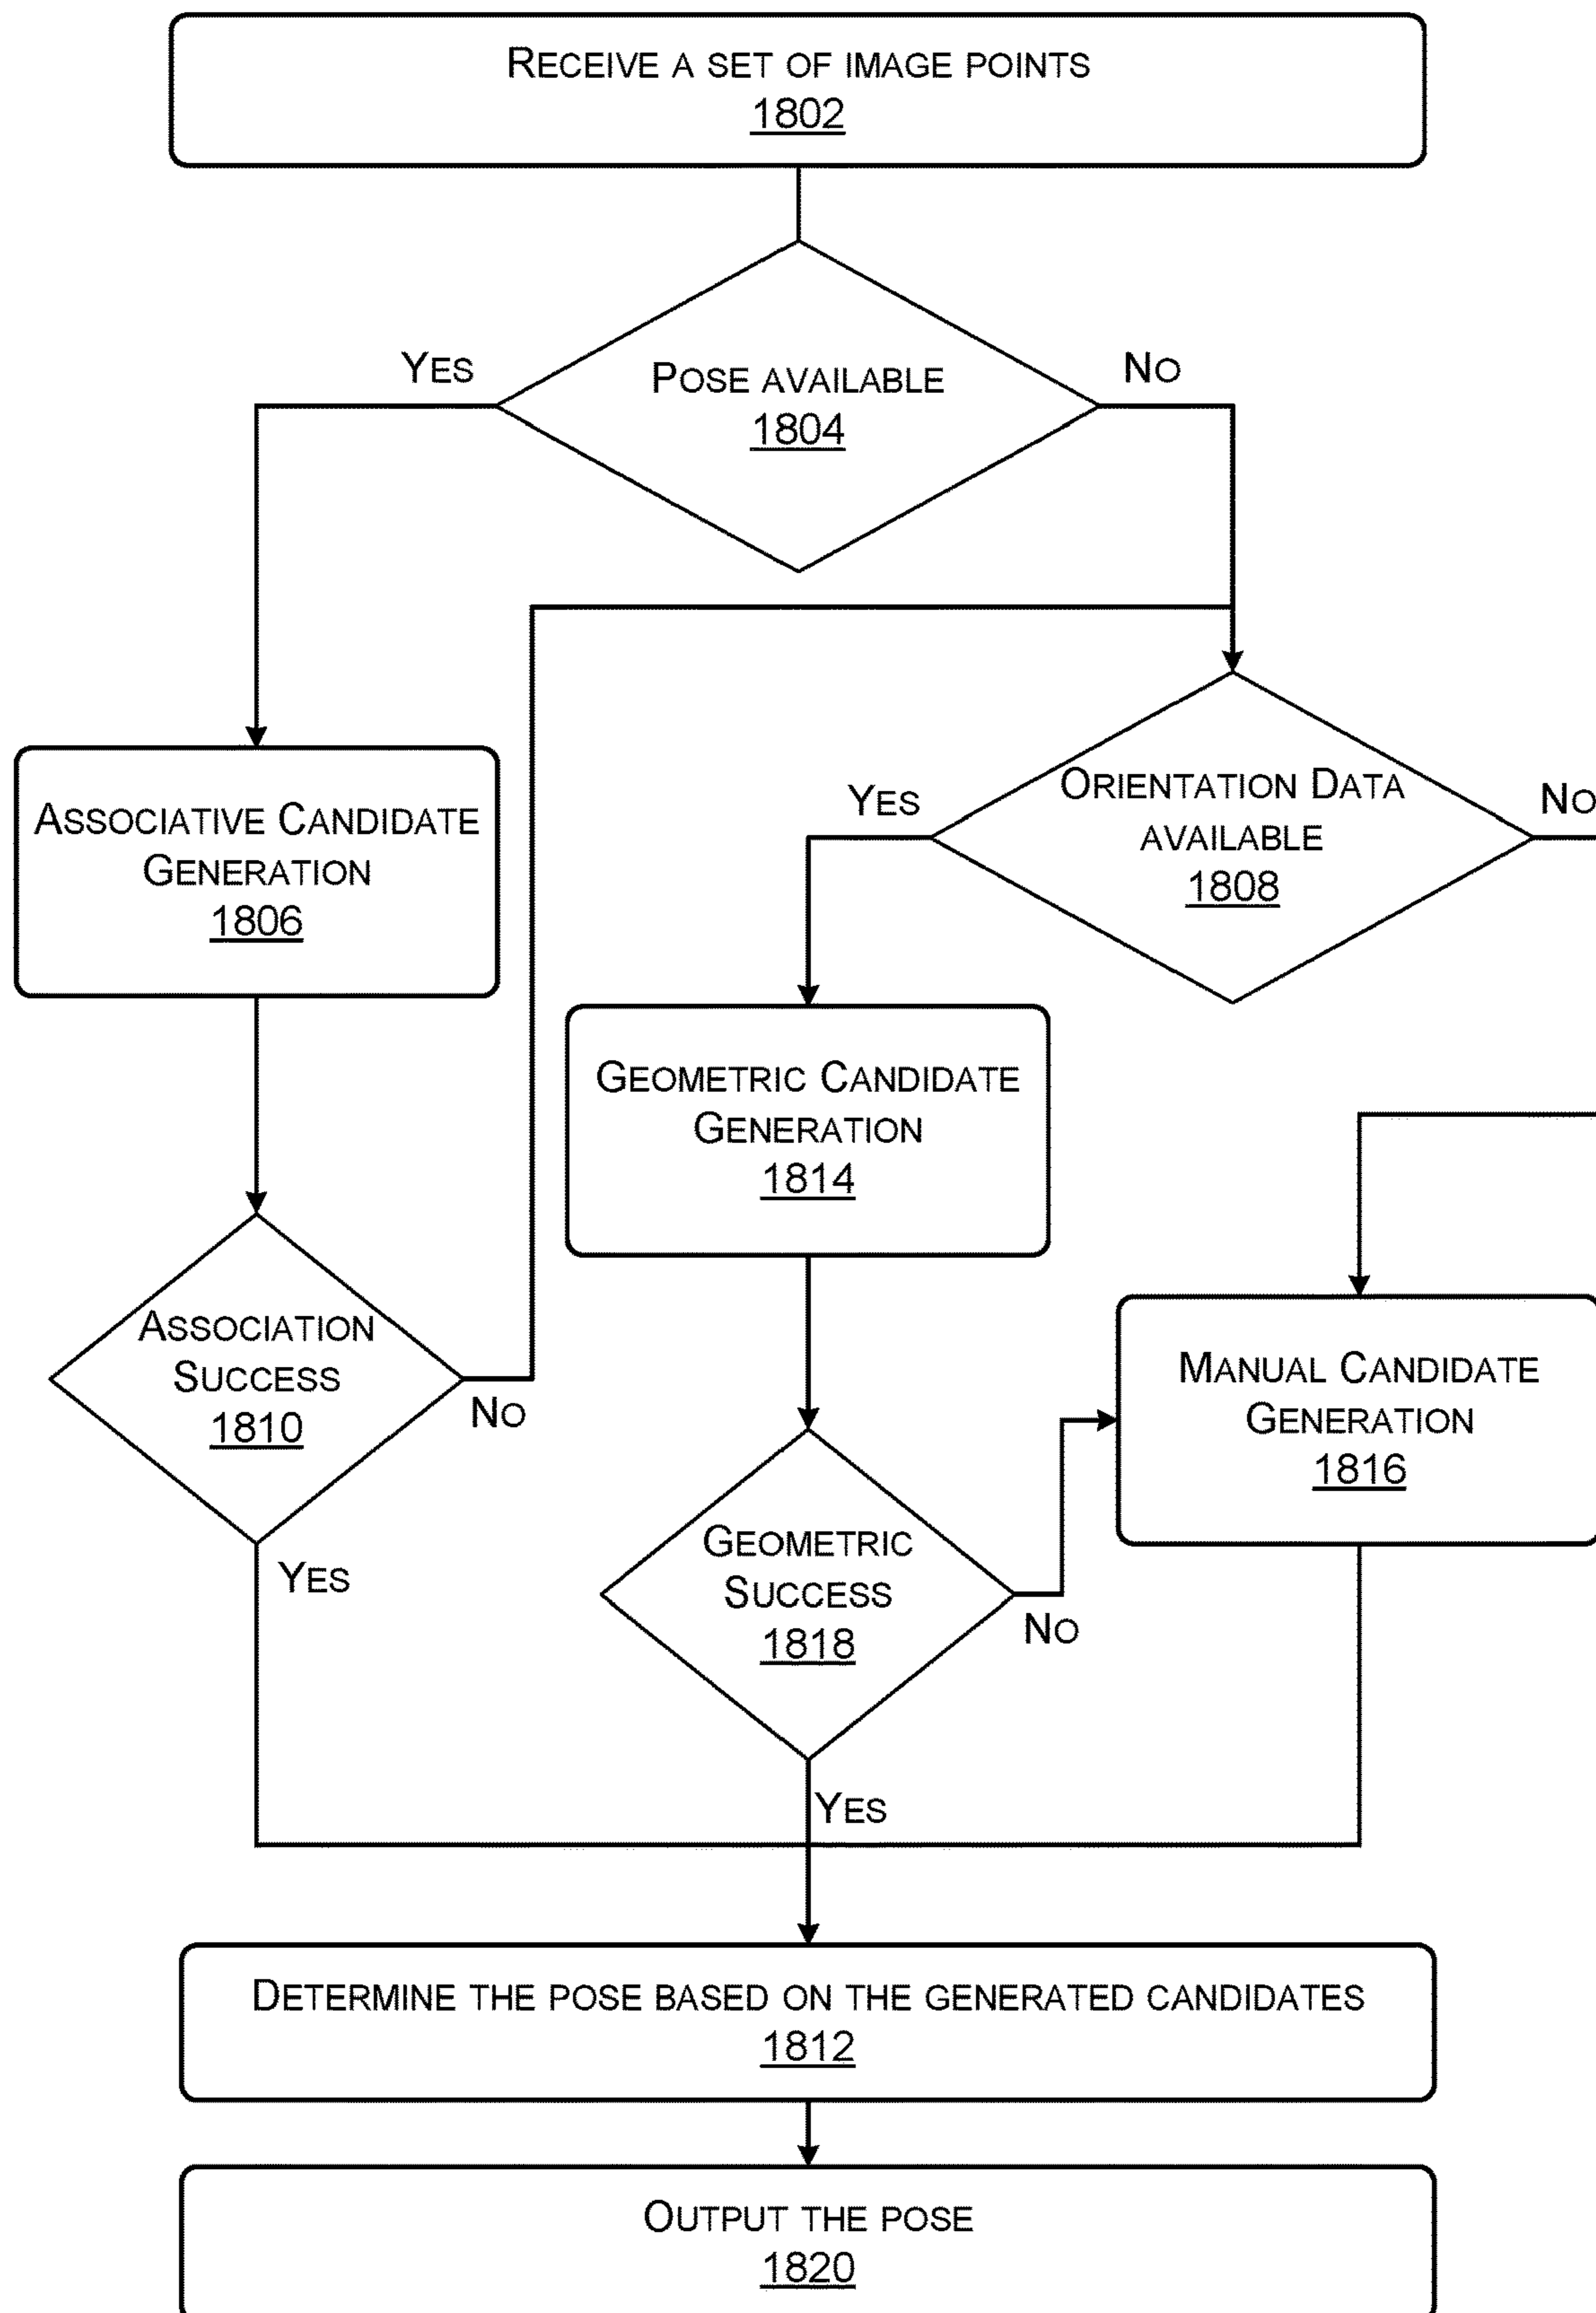 RECEIVE A SET OF IMAGE POINTS
1802
YES
POSE AVAILABLE
1804
NO
ASSOCIATIVE CANDIDATE
GENERATION
1806
YES
ORIENTATION DATA
AVAILABLE
1808
NO
GEOMETRIC CANDIDATE
GENERATION
1814
ASSOCIATION
SUCCESS
1810
NO
YES
MANUAL CANDIDATE
GENERATION
1816
GEOMETRIC
SUCCESS
1818
NO
YES
DETERMINE THE POSE BASED ON THE GENERATED CANDIDATES
1812
OUTPUT THE POSE
1820